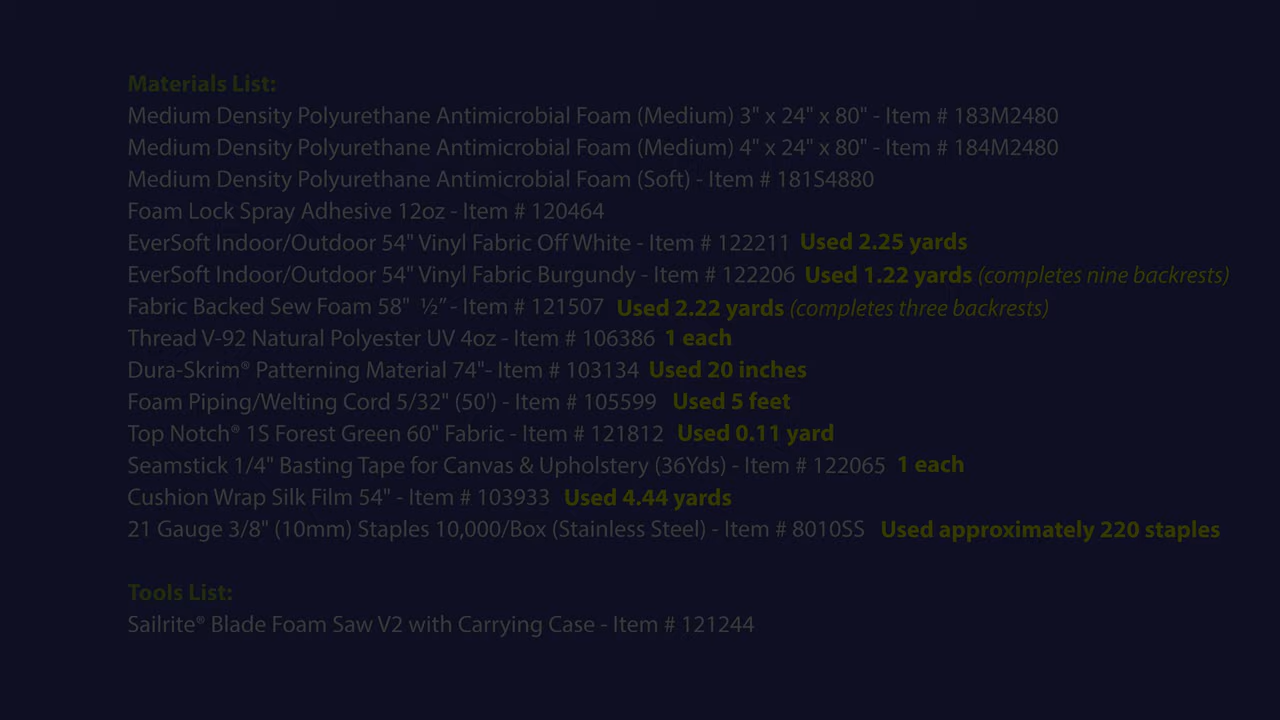 Materials List:
Medium Density Polyurethane Antimicrobial Foam (Medium) 3" x 24" x 80" - Item # 183M2480
Medium Density Polyurethane Antimicrobial Foam (Medium) 4" x 24" x 80" - Item # 184M2480
Medium Density Polyurethane Antimicrobial Foam (Soft) - Item # 181S4880
Foam Lock Spray Adhesive 12oz - Item # 120464
EverSoft Indoor/Outdoor 54" Vinyl Fabric Off White - Item # 122211 Used 2.25 yards
EverSoft Indoor/Outdoor 54" Vinyl Fabric Burgundy - Item # 122206 Used 1.22 yards (completes nine backrests)
Fabric Backed Sew Foam 58" ½” - Item # 121507 Used 2.22 yards (completes three backrests)
Thread V-92 Natural Polyester UV 4oz - Item # 106386 1 each
Dura-Skrim® Patterning Material 74"- Item # 103134 Used 20 inches
Foam Piping/Welting Cord 5/32" (50') - Item # 105599 Used 5 feet
Top Notch® 1S Forest Green 60" Fabric - Item # 121812 Used 0.11 yard
Seamstick 1/4" Basting Tape for Canvas & Upholstery (36Yds) - Item # 122065 1 each
Cushion Wrap Silk Film 54" - Item # 103933 Used 4.44 yards
21 Gauge 3/8" (10mm) Staples 10,000/Box (Stainless Steel) - Item # 8010SS Used approximately 220 staples
Tools List:
Sailrite® Blade Foam Saw V2 with Carrying Case - Item # 121244